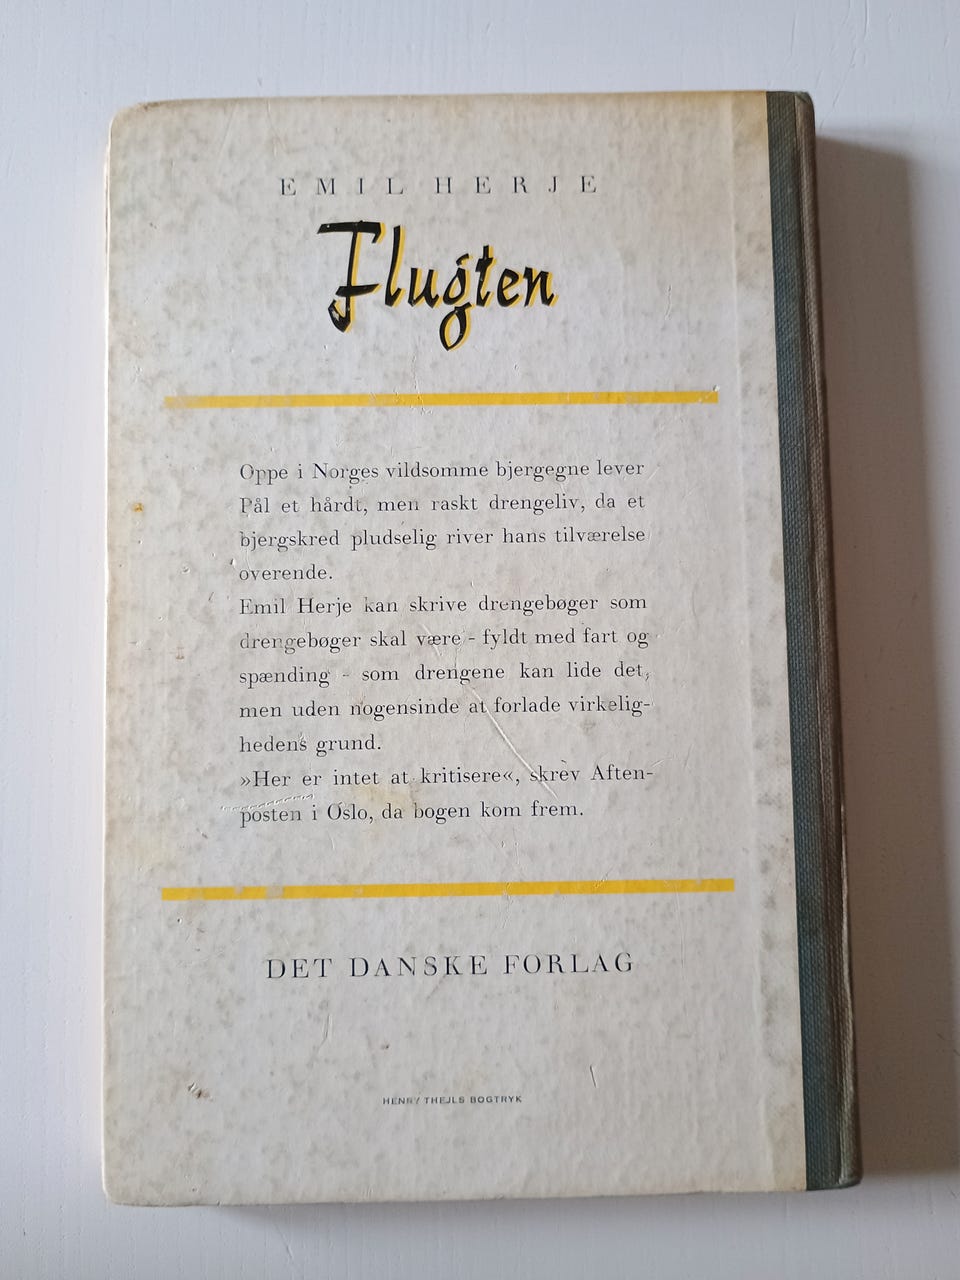 EMIL HERJE
Flugten
Oppe i Norges vildsomme bjergegne lever
Pål et hårdt, men raskt drengeliv, da et
bjergskred pludselig river hans tilværelse
overende.
Emil Herje kan skrive drengebøger som
drengebøger skal være - fyldt med fart og
spænding - som drengene kan lide det,
men uden nogensinde at forlade virkelig-
hedens grund.
»Her er intet at kritisere«, skrev Aften-
posten i Oslo, da bogen kom frem.
DET DANSKE FORLAG
HENRY THEJLS BOGTRYK